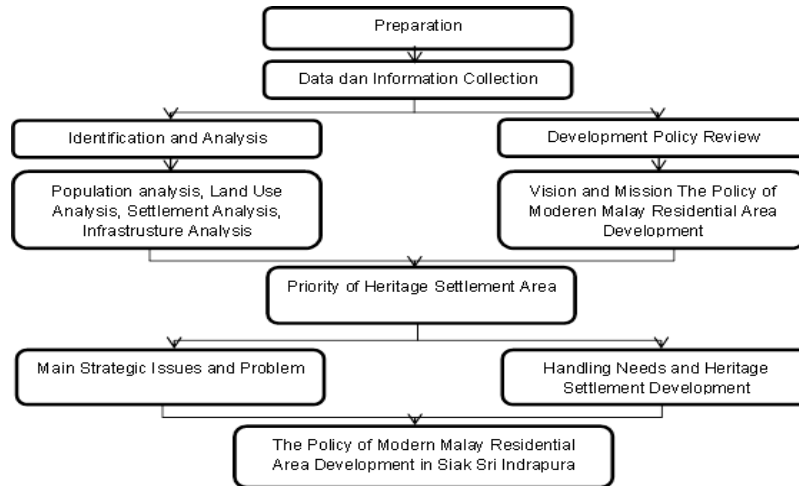 Preparation
Data dan Information Collection
Identification and Analysis
Development Policy Review
Population analysis, Land Use
Analysis, Settlement Analysis,
Infrastrusture Analysis
Vision and Mission The Policy of
Moderen Malay Residential Area
Development
Priority of Heritage Settlement Area
Main Strategic Issues and Problem
Handling Needs and Heritage
Settlement Development
The Policy of Modern Malay Residential
Area Development in Siak Sri Indrapura